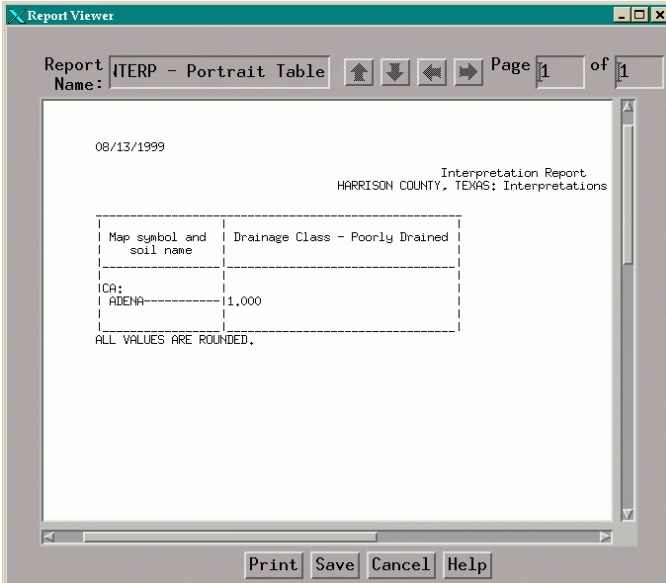 Report Viewer
Report Name: NTERP - Portrait Table Page 1 of 1
08/13/1999
Interpretation Report
HARRISON COUNTY, TEXAS: Interpretations
Map symbol and soil name | Drainage Class - Poorly Drained
CA:
ADENA-----------|1.000
ALL VALUES ARE ROUNDED.
Print Save Cancel Help